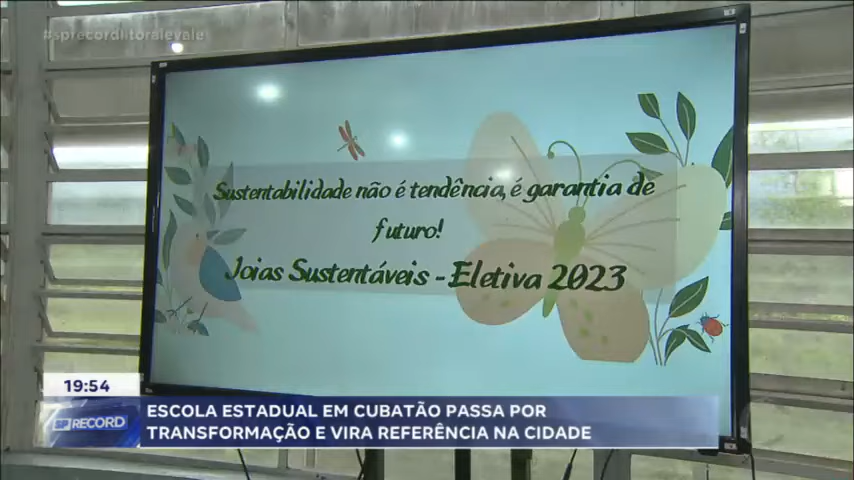 #sprecordlitoralevale
Sustentabilidade não é tendência, é garantia de
futuro!
Joias Sustentáveis - Eletiva 2023
19:54
SP RECORD
ESCOLA ESTADUAL EM CUBATÃO PASSA POR
TRANSFORMAÇÃO E VIRA REFERÊNCIA NA CIDADE